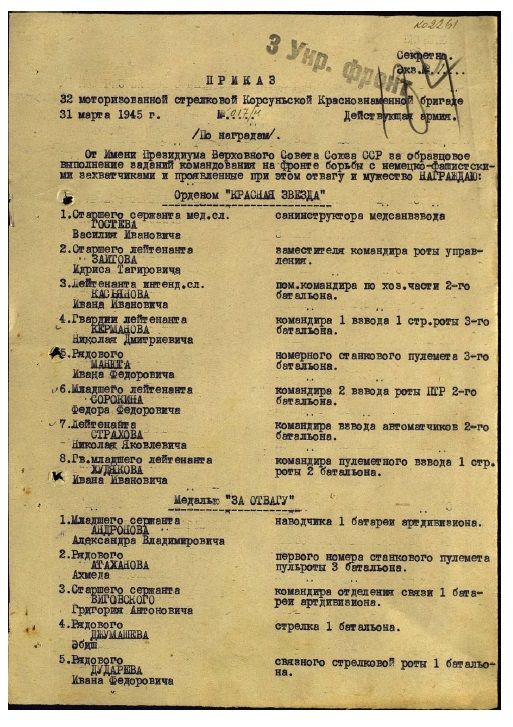 К02261
3 Укр. фронт
Секретно.
Экз.№
ПРИКАЗ
32 моторизованной стрелковой Корсуньской Краснознаменной бригаде
31 марта 1945 г. № Действующая армия.
/По наградам/.
От Имени Президиума Верховного Совета Союза ССР за образцовое
выполнение заданий командования на фронте борьбы с немецко-фашистски-
ми захватчиками и проявленные при этом отвагу и мужество НАГРАЖДАЮ:
Орденом "КРАСНАЯ ЗВЕЗДА"
1.Старшего сержанта мед.сл. санинструктора медсанвзвода
ГОСТЕВА
Василия Ивановича
2.Старшего лейтенанта заместителя командира роты управ-
ЗАИТОВА ления.
Идриса Тагировича
3.Лейтенанта интенд.сл. пом.командира по хоз.части 2-го
КАСЬЯНОВА батальона.
Ивана Ивановича
4.Гвардии лейтенанта командира 1 взвода 1 стр.роты 3-го
КЕРМАНОВА батальона.
Николая Дмитриевича
5.Рядового номерного станкового пулемета 3-го
батальона.
Ивана Федоровича
6.Младшего лейтенанта командира 2 взвода роты ПТР 2-го
СОРОКИНА батальона.
Федора Федоровича
7.Лейтенанта командира взвода автоматчиков 2-го
СТРАХОВА батальона.
Николая Яковлевича
8.Гв.младшего лейтенанта командира пулеметного взвода 1 стр.
ХУДЯКОВА роты 2 батальона.
Ивана Ивановича
Медалью "ЗА ОТВАГУ"
1.Младшего сержанта наводчика 1 батареи артдивизиона.
АНДРОНОВА
Александра Владимировича
2.Рядового первого номера станкового пулемета
АТАХАНОВА пульроты 3 батальона.
Ахмеда
3.Старшего сержанта командира отделения связи 1 бата-
ВИГОВСКОГО реи артдивизиона.
Григория Антоновича
4.Рядового стрелка 1 батальона.
ДЖУМАШЕВА
Эбиш
5.Рядового связного стрелковой роты 1 батальо-
ДУДАРЕВА на.
Ивана Федоровича